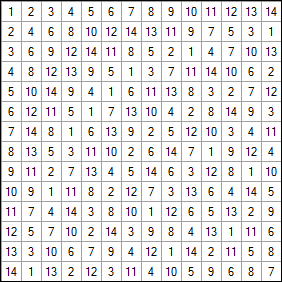 1 2 3 4 5 6 7 8 9 10 11 12 13 14
2 4 6 8 10 12 14 13 11 9 7 5 3 1
3 6 9 12 14 11 8 5 2 1 4 7 10 13
4 8 12 13 9 5 1 3 7 11 14 10 6 2
5 10 14 9 4 1 6 11 13 8 3 2 7 12
6 12 11 5 1 7 13 10 4 2 8 14 9 3
7 14 8 1 6 13 9 2 5 12 10 3 4 11
8 13 5 3 11 10 2 6 14 7 1 9 12 4
9 11 2 7 13 4 5 14 6 3 12 8 1 10
10 9 1 11 8 2 12 7 3 13 6 4 14 5
11 7 4 14 3 8 10 1 12 6 5 13 2 9
12 5 7 10 2 14 3 9 8 4 13 1 11 6
13 3 10 6 7 9 4 12 1 14 2 11 5 8
14 1 13 2 12 3 11 4 10 5 9 6 8 7